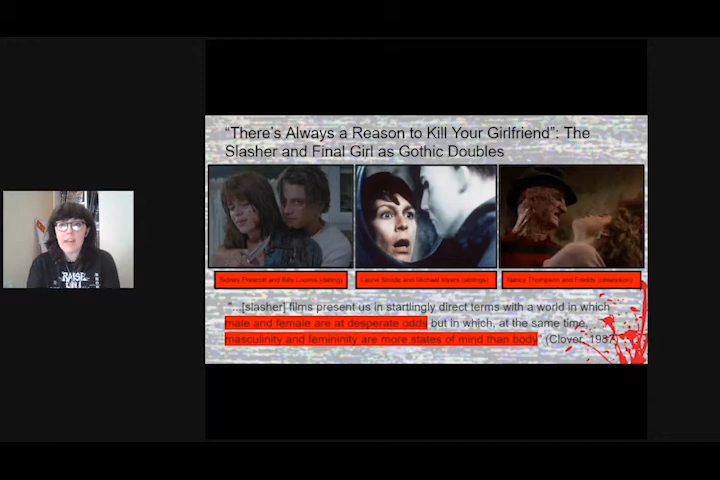 “There’s Always a Reason to Kill Your Girlfriend”: The
Slasher and Final Girl as Gothic Doubles
Sidney Prescott and Billy Loomis (dating)
Laurie Strode and Michael Myers (siblings)
Nancy Thompson and Freddy (obsession)
"...[slasher] films present us in startlingly direct terms with a world in which
male and female are at desperate odds but in which, at the same time,
masculinity and femininity are more states of mind than body" (Clover, 1987)
RAISE